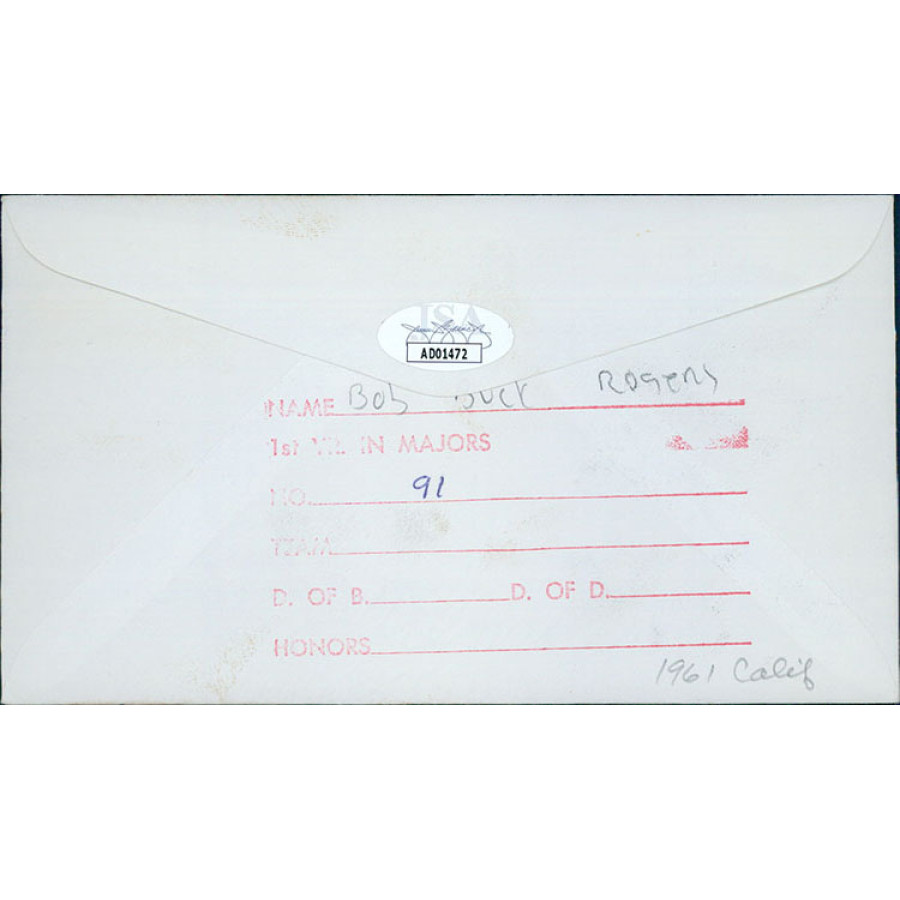 JSA
AD01472
NAME Bob Buck Rogers
1st YR. IN MAJORS
NO. 91
TEAM
D. OF B. D. OF D.
HONORS
1961 Calif